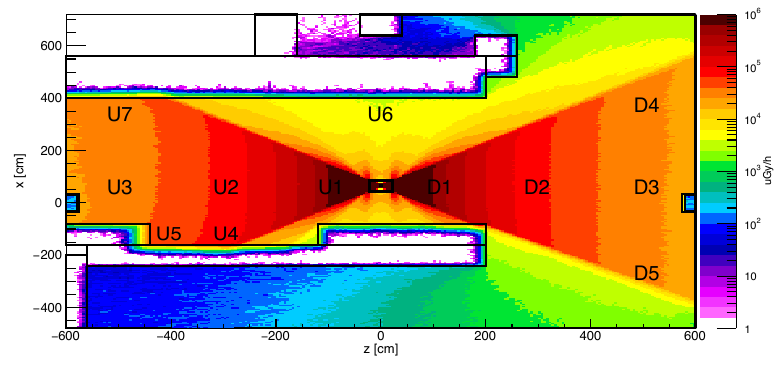 10⁶
600
10⁵
400
D4
U7
U6
10⁴
uGy/h
x [cm]
200
U3
U2
U1
D1
D2
D3
10³
0
U5
U4
10²
−200
D5
10
−400
1
−600
−400
−200
0
200
400
600
z [cm]